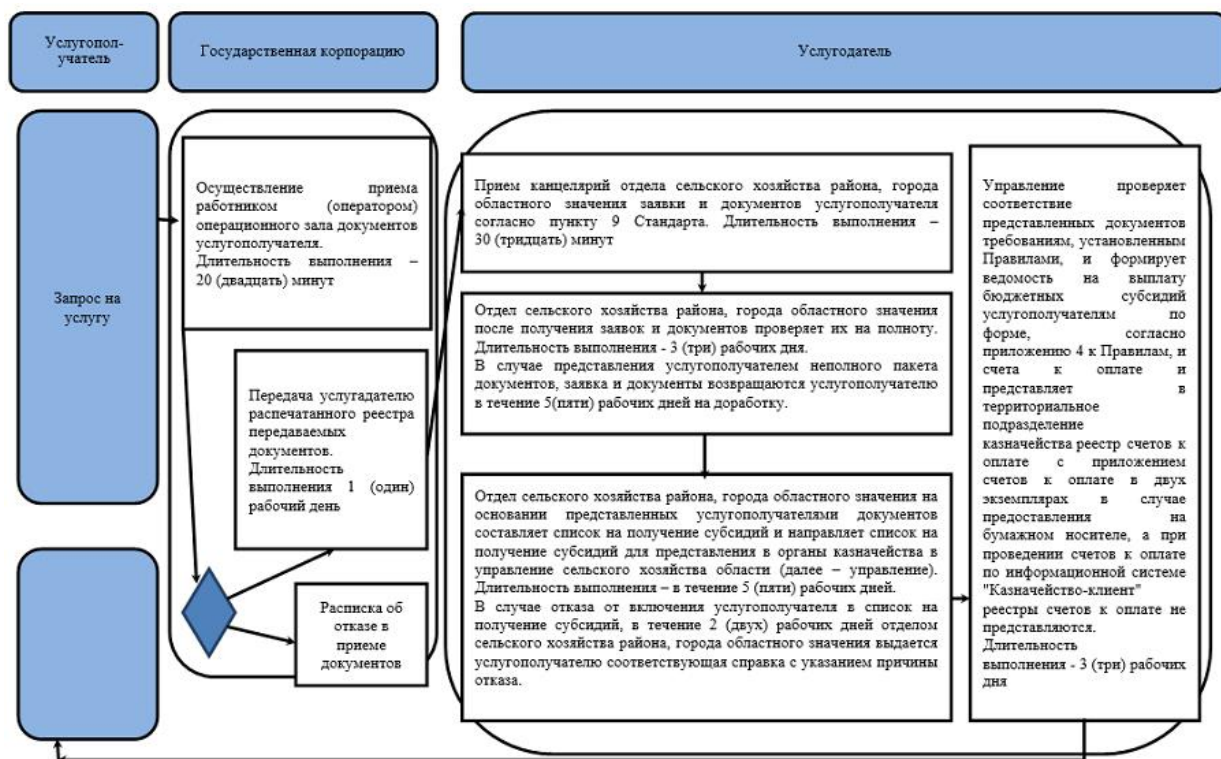 Услугопол-
учатель
Государственная корпорацию
Услугодатель
Запрос на
услугу
Осуществление приема
работником (оператором)
операционного зала документов
услугополучателя.
Длительность выполнения –
20 (двадцать) минут
Передача услугадателю
распечатанного реестра
передаваемых
документов.
Длительность
выполнения 1 (один)
рабочий день
Расписка об
отказе в
приеме
документов
Прием канцелярий отдела сельского хозяйства района, города
областного значения заявки и документов услугополучателя
согласно пункту 9 Стандарта. Длительность выполнения –
30 (тридцать) минут
Отдел сельского хозяйства района, города областного значения
после получения заявок и документов проверяет их на полноту.
Длительность выполнения - 3 (три) рабочих дня.
В случае представления услугополучателем неполного пакета
документов, заявка и документы возвращаются услугополучателю
в течение 5(пяти) рабочих дней на доработку.
Отдел сельского хозяйства района, города областного значения на
основании представленных услугополучателями документов
составляет список на получение субсидий и направляет список на
получение субсидий для представления в органы казначейства в
управление сельского хозяйства области (далее – управление).
Длительность выполнения – в течение 5 (пяти) рабочих дней.
В случае отказа от включения услугополучателя в список на
получение субсидий, в течение 2 (двух) рабочих дней отделом
сельского хозяйства района, города областного значения выдается
услугополучателю соответствующая справка с указанием причины
отказа.
Управление проверяет
соответствие
представленных документов
требованиям, установленным
Правилами, и формирует
ведомость на выплату
бюджетных субсидий
услугополучателям по
форме, согласно
приложению 4 к Правилам, и
счета к оплате и
представляет в
территориальное
подразделение
казначейства реестр счетов к
оплате с приложением
счетов к оплате в двух
экземплярах в случае
предоставления на
бумажном носителе, а при
проведении счетов к оплате
по информационной системе
"Казначейство-клиент"
реестры счетов к оплате не
представляются.
Длительность
выполнения - 3 (три) рабочих
дня